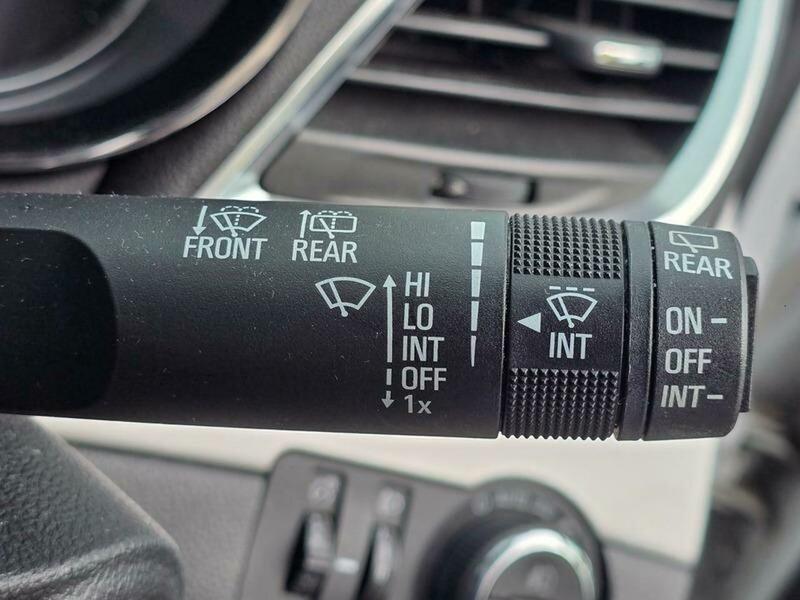 FRONT
REAR
HI
LO
INT
OFF
1x
INT
REAR
ON
OFF
INT